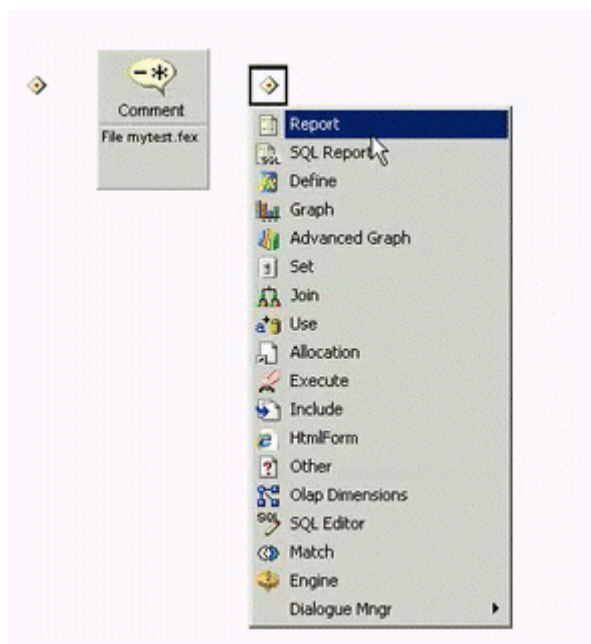 Comment
File mytest.fex
Report
SQL Report
Define
Graph
Advanced Graph
Set
Join
Use
Allocation
Execute
Include
HtmlForm
Other
Olap Dimensions
SQL Editor
Match
Engine
Dialogue Mngr